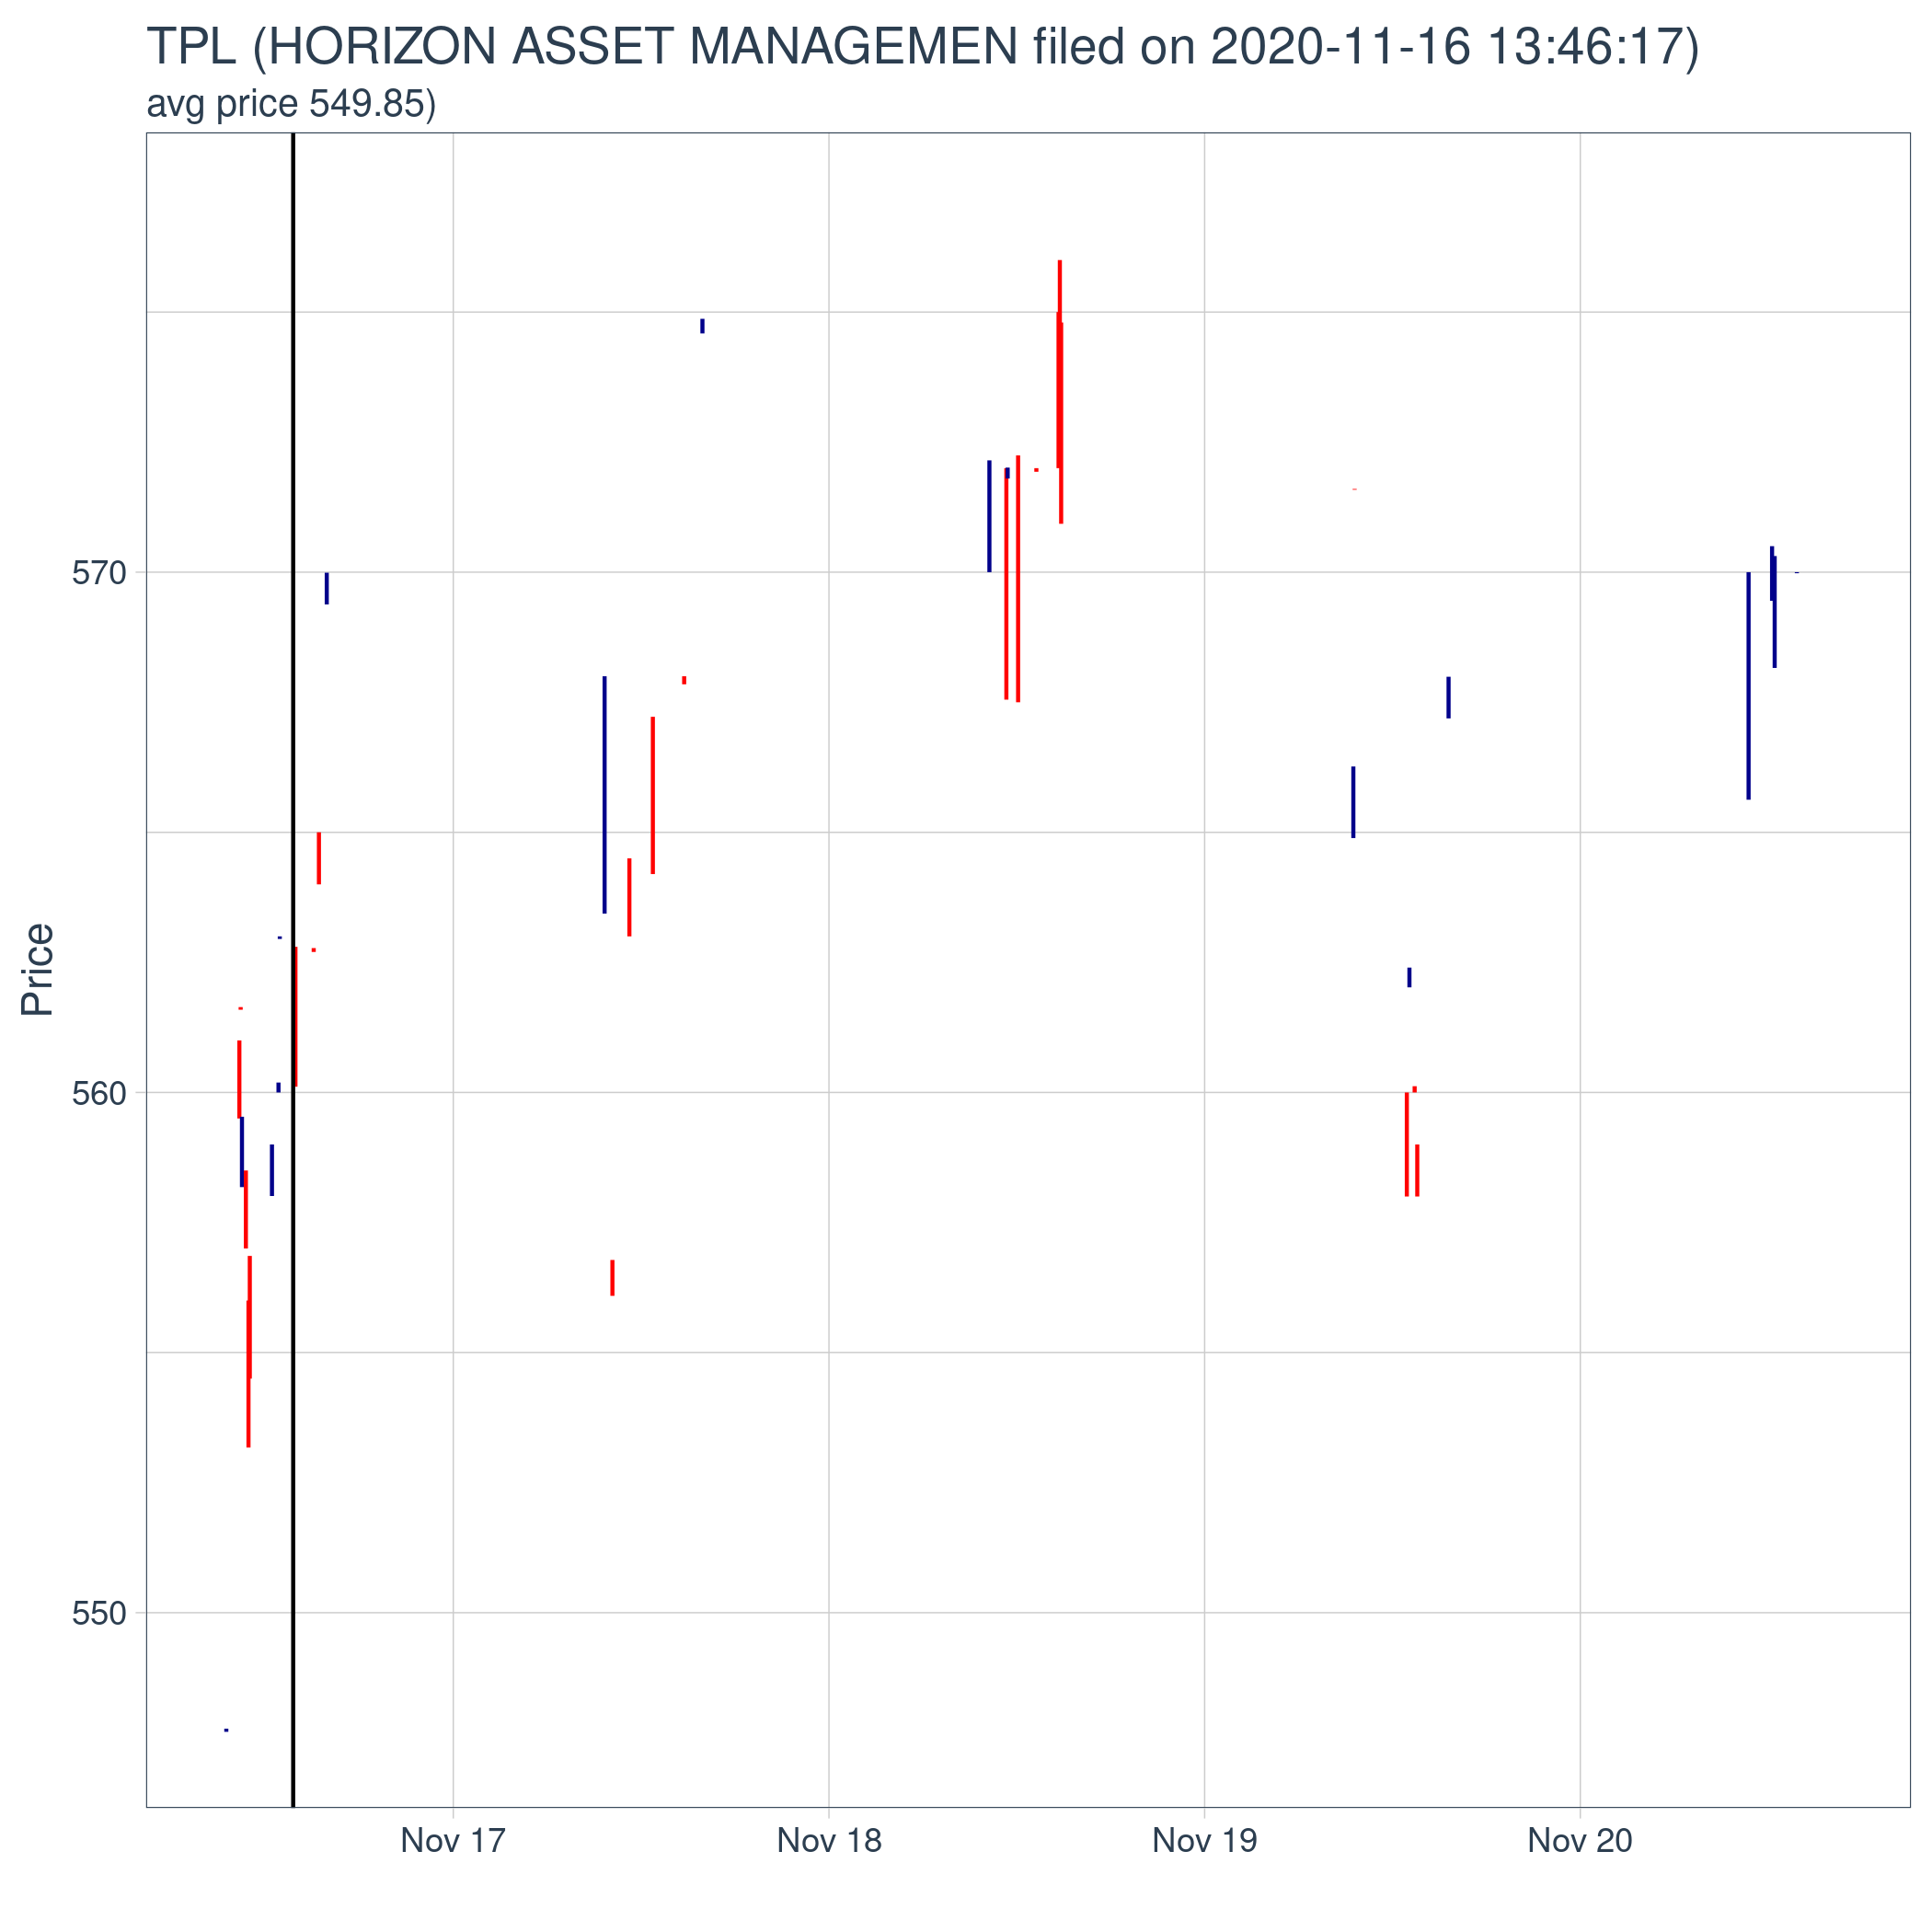 TPL (HORIZON ASSET MANAGEMEN filed on 2020-11-16 13:46:17)
avg price 549.85)
570
560
550
Price
Nov 17
Nov 18
Nov 19
Nov 20